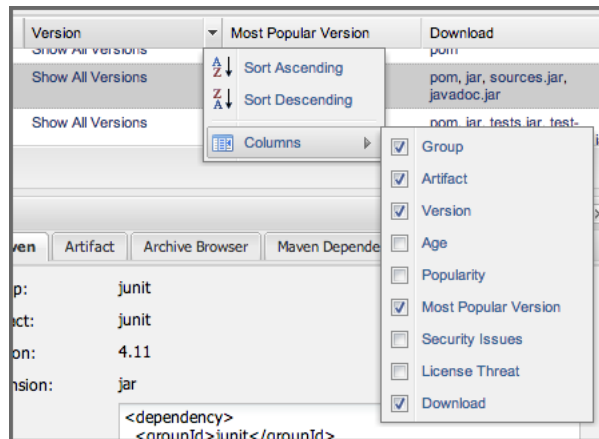 Version Most Popular Version Download
Show All Versions pom
Sort Ascending
Show All Versions pom, jar, sources.jar,
javadoc.jar
Sort Descending
Show All Versions pom, jar, tests.jar, test-
Columns
Group
Artifact
Version
Age
Popularity
Most Popular Version
Security Issues
License Threat
Download
ven Artifact Archive Browser Maven Depende
p: junit
act: junit
on: 4.11
nsion: jar
<dependency>
<groupId>junit</groupId>